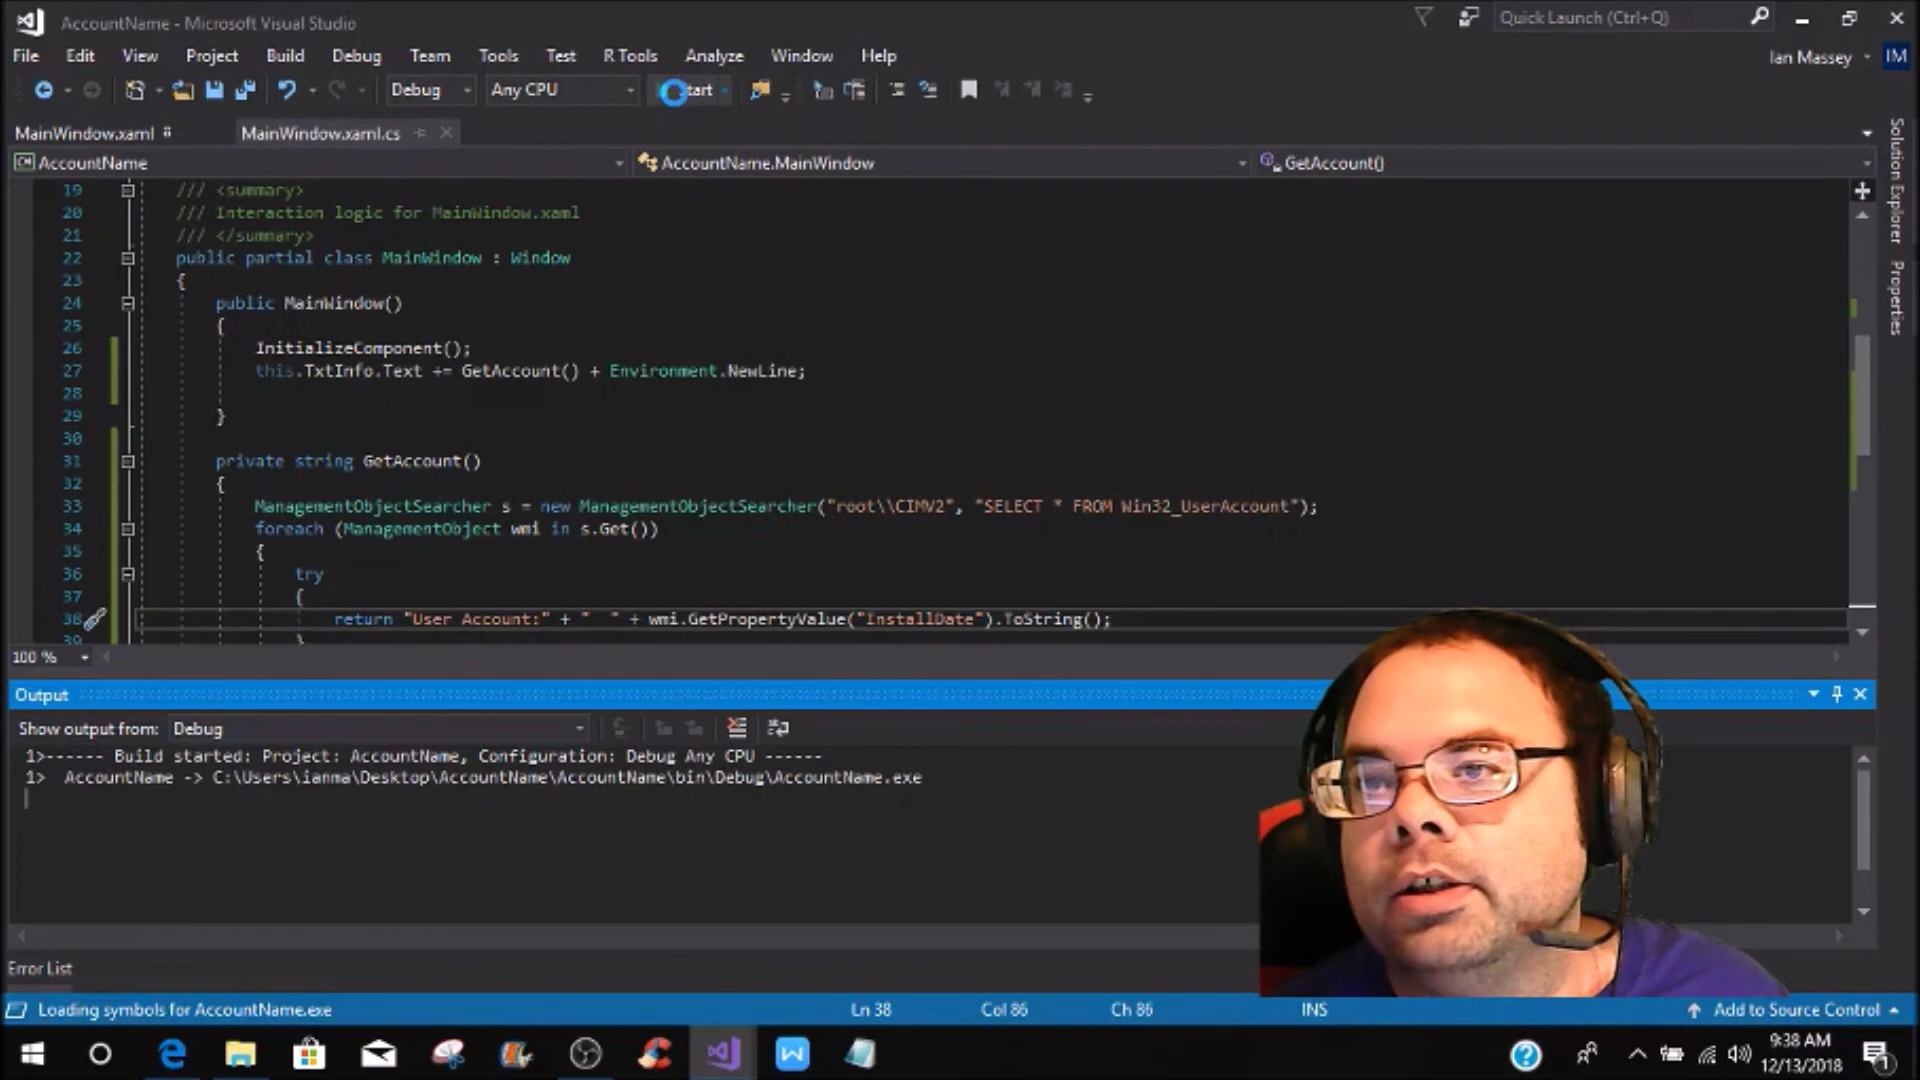 AccountName - Microsoft Visual Studio
Quick Launch (Ctrl+Q)
File Edit View Project Build Debug Team Tools Test R Tools Analyze Window Help
Ian Massey IM
Debug Any CPU
MainWindow.xaml MainWindow.xaml.cs
AccountName AccountName.MainWindow GetAccount()
19 /// <summary>
20 /// Interaction logic for MainWindow.xaml
21 /// </summary>
22 public partial class MainWindow : Window
23 {
24 public MainWindow()
25 {
26 InitializeComponent();
27 this.TxtInfo.Text += GetAccount() + Environment.NewLine;
28
29 }
30
31 private string GetAccount()
32 {
33 ManagementObjectSearcher s = new ManagementObjectSearcher("root\\CIMV2", "SELECT * FROM Win32_UserAccount");
34 foreach (ManagementObject wmi in s.Get())
35 {
36 try
37 {
38 return "User Account:" + "  " + wmi.GetPropertyValue("InstallDate").ToString();
39 }
Solution Explorer
Properties
100 %
Output
Show output from: Debug
1>------ Build started: Project: AccountName, Configuration: Debug Any CPU ------
1> AccountName -> C:\Users\ianma\Desktop\AccountName\AccountName\bin\Debug\AccountName.exe
Error List
Loading symbols for AccountName.exe Ln 38 Col 86 Ch 86 INS Add to Source Control
9:38 AM
12/13/2018
1